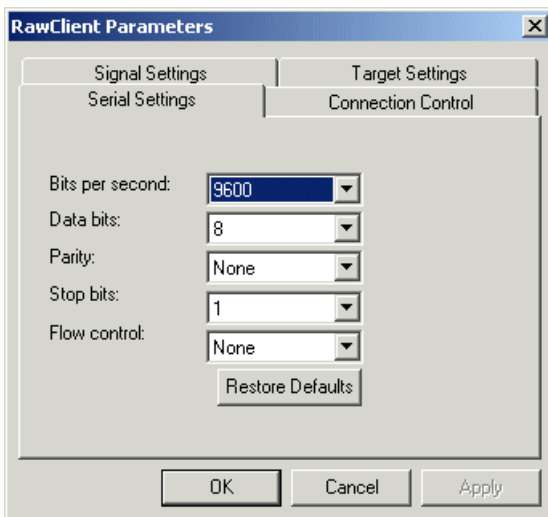 RawClient Parameters
Signal Settings
Target Settings
Serial Settings
Connection Control
Bits per second:
9600
Data bits:
8
Parity:
None
Stop bits:
1
Flow control:
None
Restore Defaults
OK
Cancel
Apply